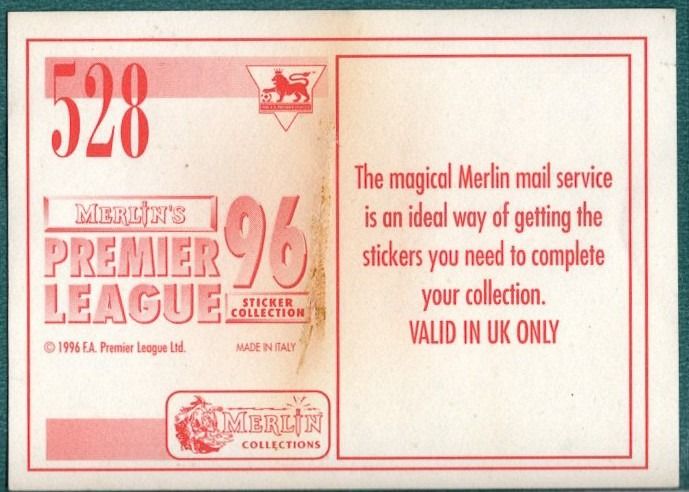 528
MERLIN'S
PREMIER
LEAGUE
96
STICKER
COLLECTION
© 1996 F.A. Premier League Ltd.
MADE IN ITALY
MERLIN
COLLECTIONS
The magical Merlin mail service
is an ideal way of getting the
stickers you need to complete
your collection.
VALID IN UK ONLY